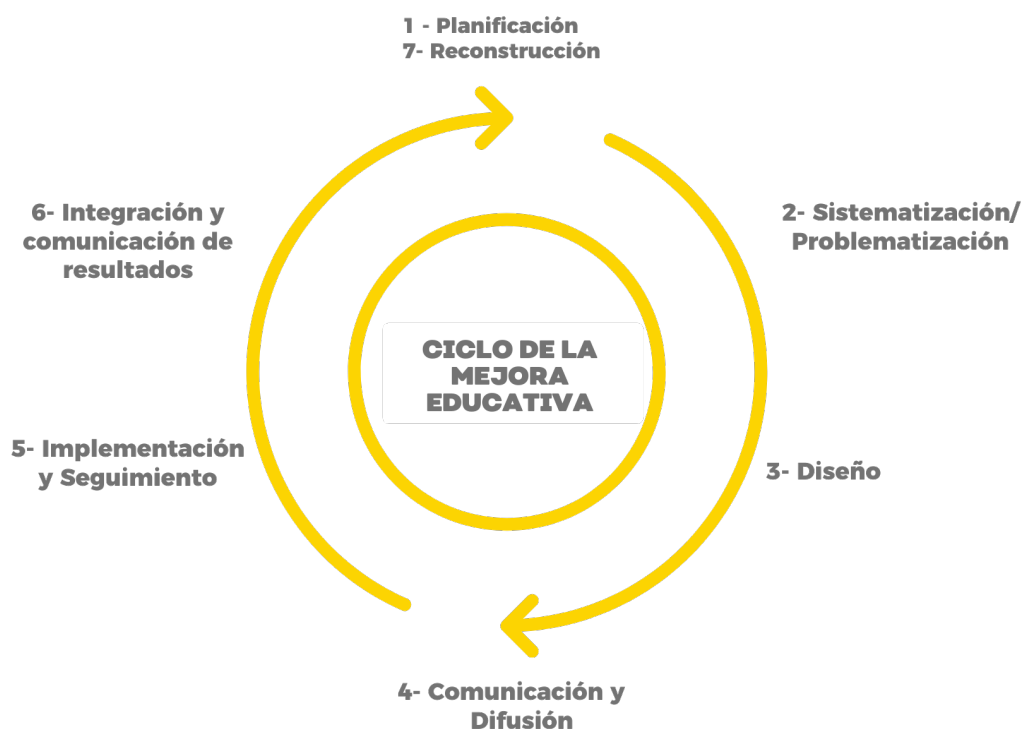 1 - Planificación
7- Reconstrucción
2- Sistematización/
Problematización
3- Diseño
4- Comunicación y
Difusión
5- Implementación
y Seguimiento
6- Integración y
comunicación de
resultados
CICLO DE LA
MEJORA
EDUCATIVA